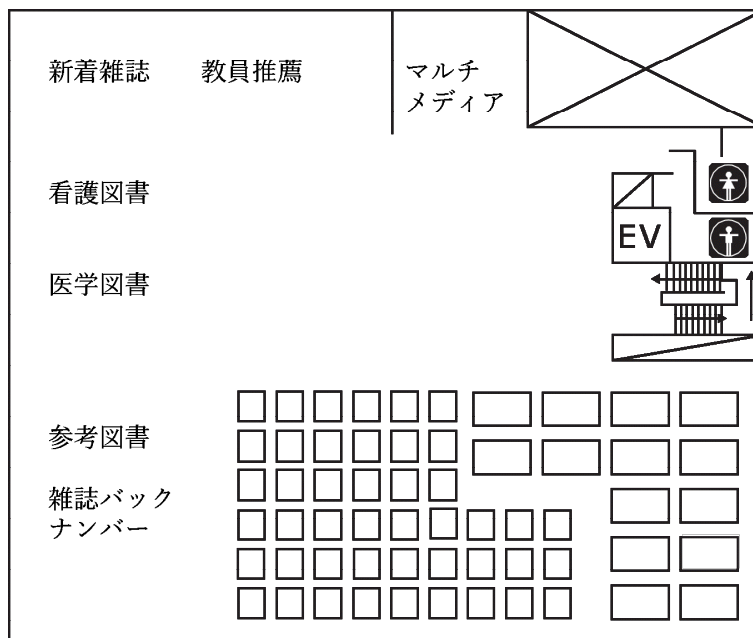 新着雑誌
教員推薦
マルチ
メディア
看護図書
EV
医学図書
参考図書
雑誌バック
ナンバー